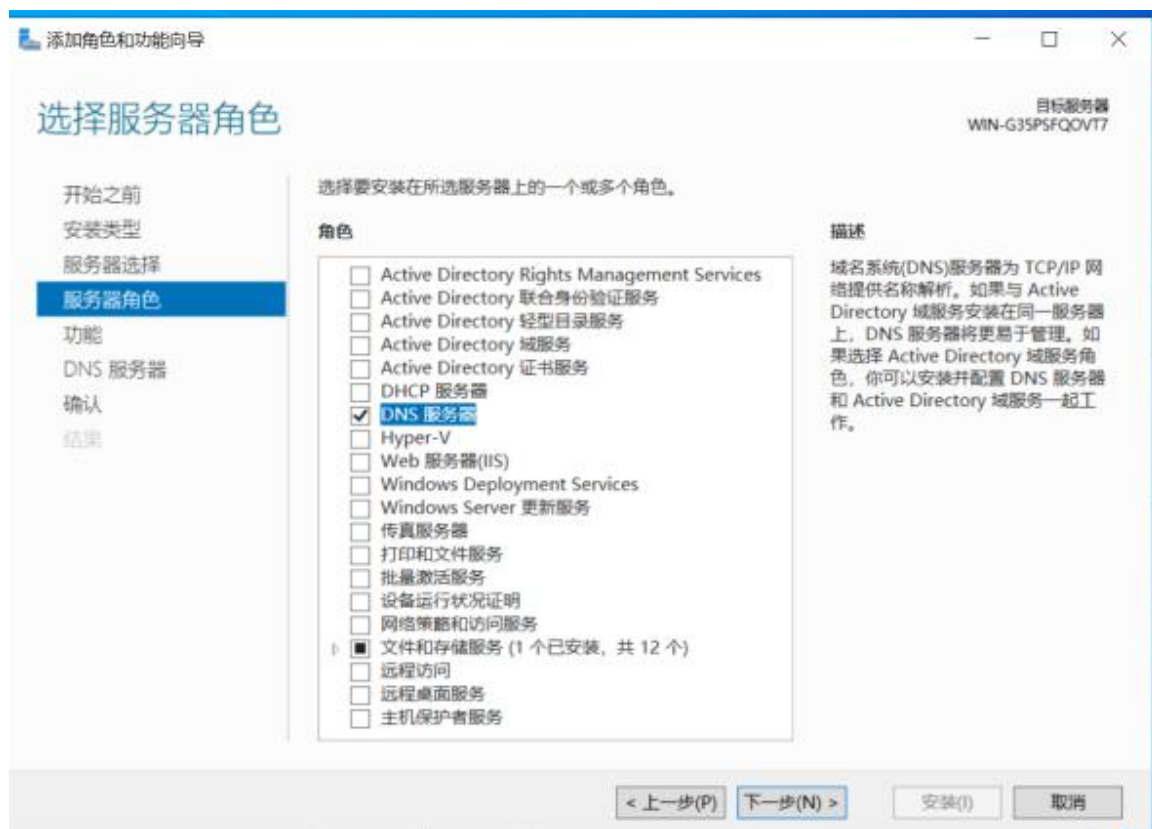 添加角色和功能向导
选择服务器角色
目标服务器
WIN-G35PSFQOVT7
开始之前
安装类型
服务器选择
服务器角色
功能
DNS 服务器
确认
结果
选择要安装在所选服务器上的一个或多个角色。
角色
Active Directory Rights Management Services
Active Directory 联合身份验证服务
Active Directory 轻型目录服务
Active Directory 域服务
Active Directory 证书服务
DHCP 服务器
DNS 服务器
Hyper-V
Web 服务器(IIS)
Windows Deployment Services
Windows Server 更新服务
传真服务器
打印和文件服务
批量激活服务
设备运行状况证明
网络策略和访问服务
文件和存储服务 (1 个已安装，共 12 个)
远程访问
远程桌面服务
主机保护者服务
描述
域名系统(DNS)服务器为 TCP/IP 网
络提供名称解析。如果与 Active
Directory 域服务安装在同一服务器
上，DNS 服务器将更易于管理。如
果选择 Active Directory 域服务角
色，你可以安装并配置 DNS 服务器
和 Active Directory 域服务一起工
作。
< 上一步(P)
下一步(N) >
安装(I)
取消